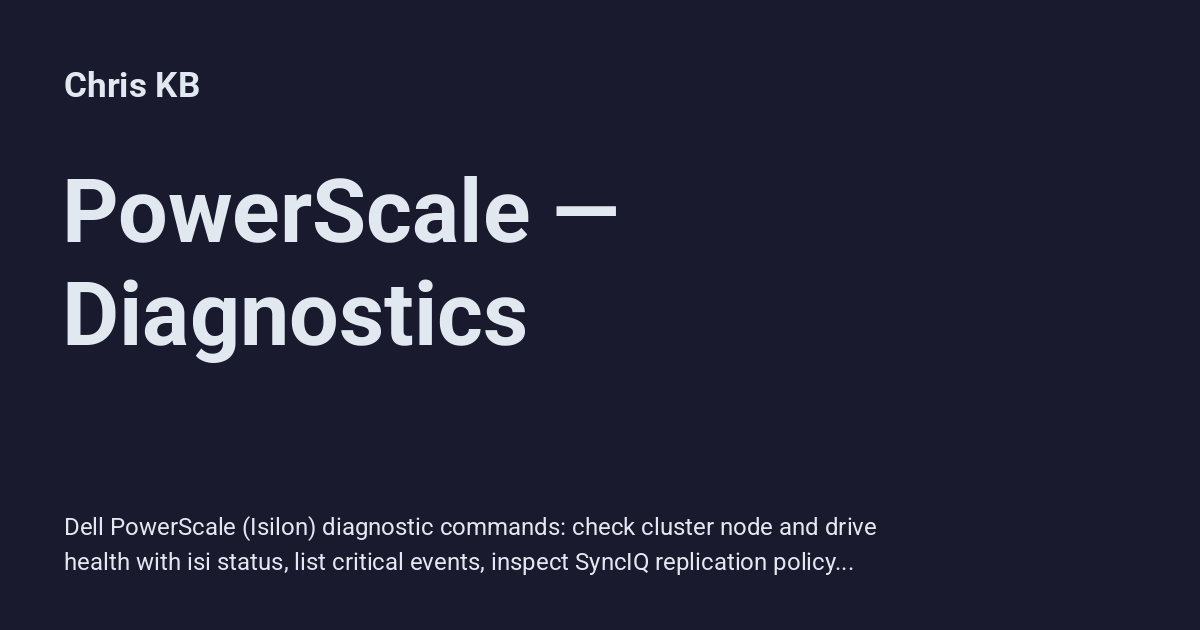 Chris KB
PowerScale —
Diagnostics
Dell PowerScale (Isilon) diagnostic commands: check cluster node and drive
health with isi status, list critical events, inspect SyncIQ replication policy...